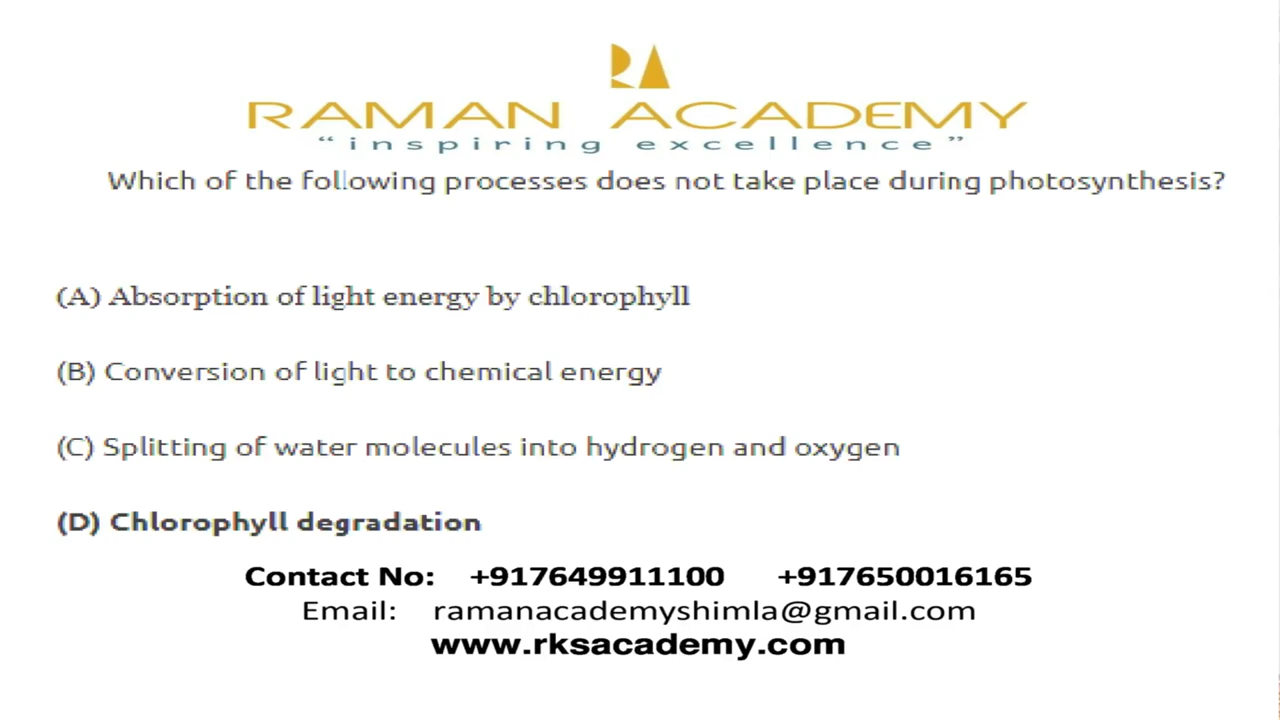 RA
RAMAN ACADEMY
“inspiring excellence”
Which of the following processes does not take place during photosynthesis?
(A) Absorption of light energy by chlorophyll
(B) Conversion of light to chemical energy
(C) Splitting of water molecules into hydrogen and oxygen
(D) Chlorophyll degradation
Contact No: +917649911100 +917650016165
Email: ramanacademyshimla@gmail.com
www.rksacademy.com